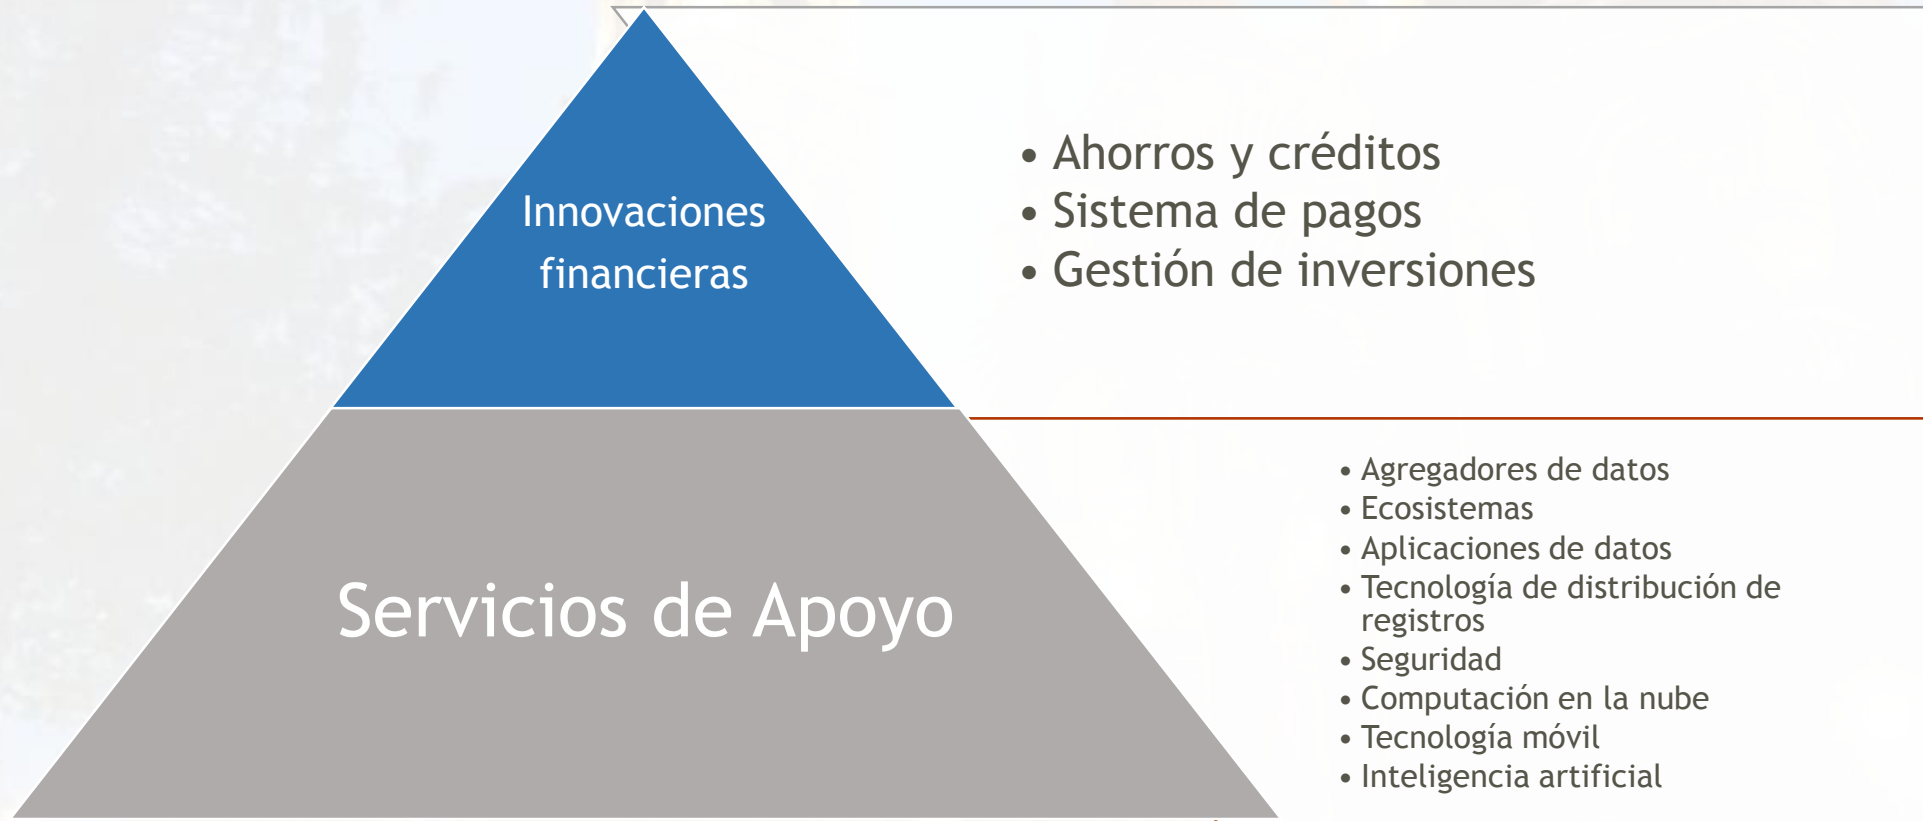 Innovaciones
financieras
• Ahorros y créditos
• Sistema de pagos
• Gestión de inversiones
Servicios de Apoyo
• Agregadores de datos
• Ecosistemas
• Aplicaciones de datos
• Tecnología de distribución de
registros
• Seguridad
• Computación en la nube
• Tecnología móvil
• Inteligencia artificial